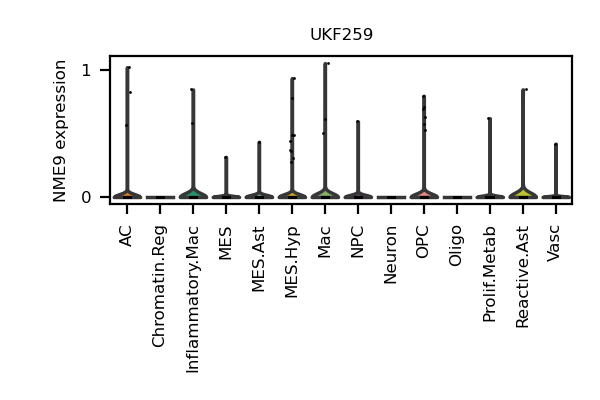 UKF259
NME9 expression
1
0
AC
Chromatin.Reg
Inflammatory.Mac
MES
MES.Ast
MES.Hyp
Mac
NPC
Neuron
OPC
Oligo
Prolif.Metab
Reactive.Ast
Vasc